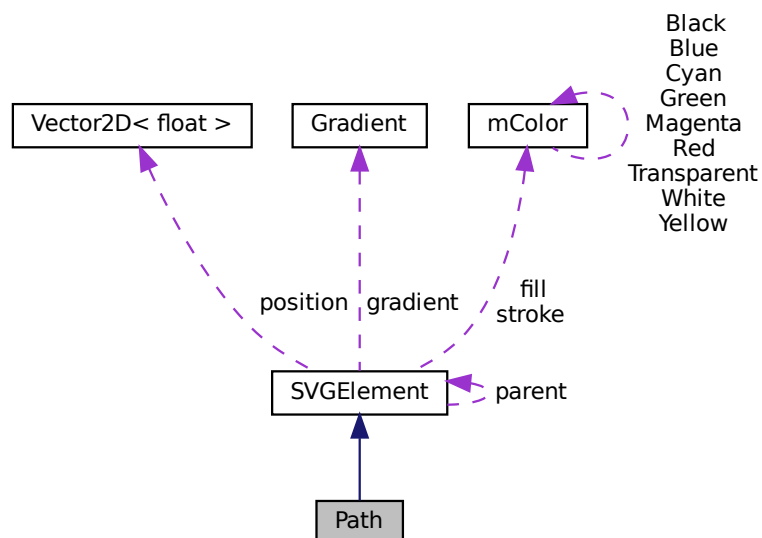 Black
Blue
Cyan
Green
Magenta
Red
Transparent
White
Yellow
Vector2D< float >
Gradient
mColor
position
gradient
fill
stroke
SVGElement
parent
Path